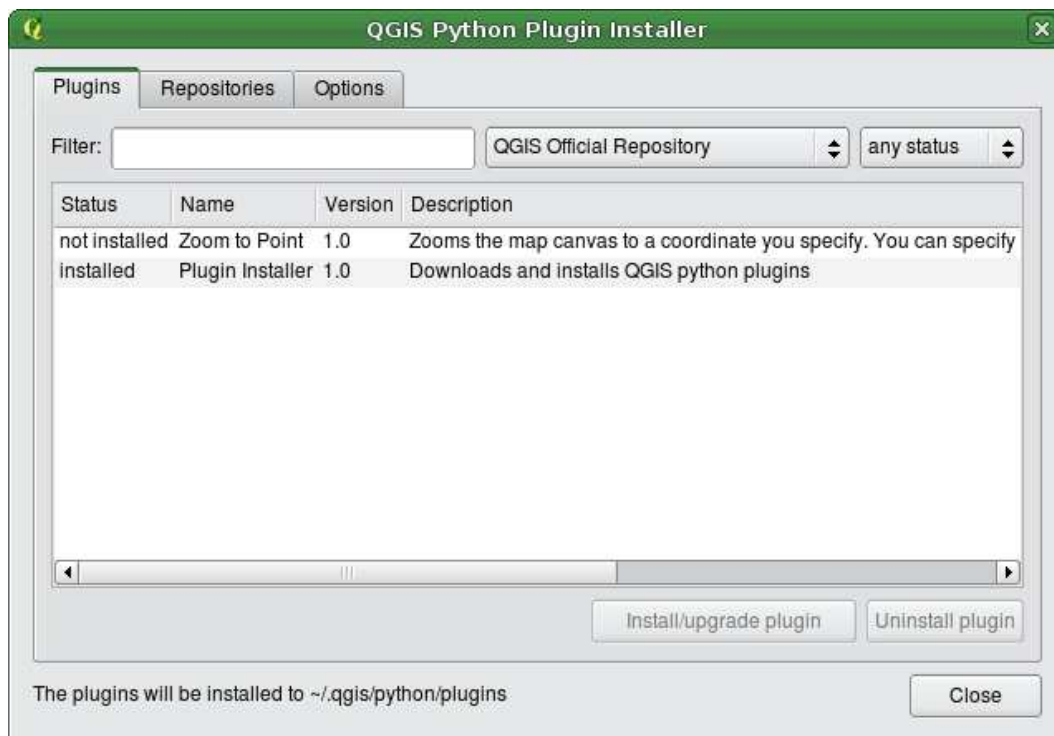 QGIS Python Plugin Installer
Plugins Repositories Options
Filter: QGIS Official Repository any status
Status Name Version Description
not installed Zoom to Point 1.0 Zooms the map canvas to a coordinate you specify. You can specify
installed Plugin Installer 1.0 Downloads and installs QGIS python plugins
Install/upgrade plugin Uninstall plugin
The plugins will be installed to ~/.qgis/python/plugins Close